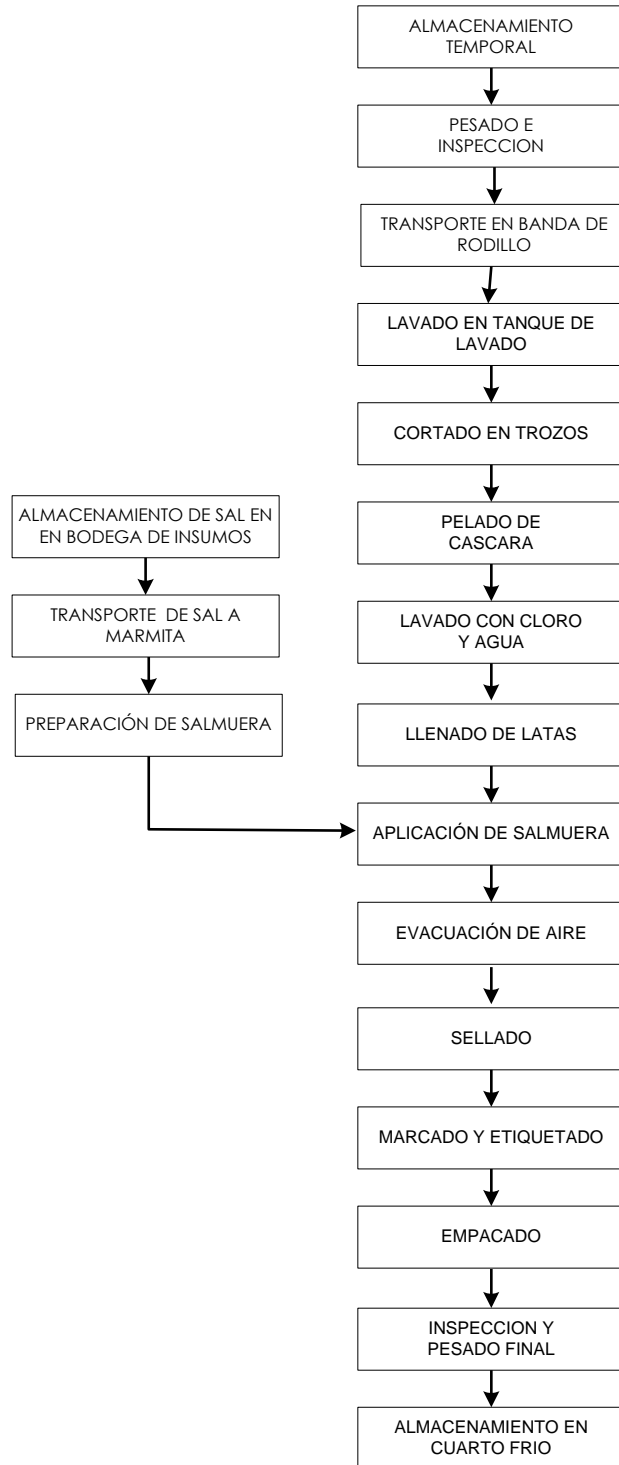 ALMACENAMIENTO
TEMPORAL
PESADO E
INSPECCION
TRANSPORTE EN BANDA DE
RODILLO
LAVADO EN TANQUE DE
LAVADO
CORTADO EN TROZOS
PELADO DE
CASCARA
LAVADO CON CLORO
Y AGUA
LLENADO DE LATAS
ALMACENAMIENTO DE SAL EN
EN BODEGA DE INSUMOS
TRANSPORTE DE SAL A
MARMITA
PREPARACIÓN DE SALMUERA
APLICACIÓN DE SALMUERA
EVACUACIÓN DE AIRE
SELLADO
MARCADO Y ETIQUETADO
EMPACADO
INSPECCION Y
PESADO FINAL
ALMACENAMIENTO EN
CUARTO FRIO